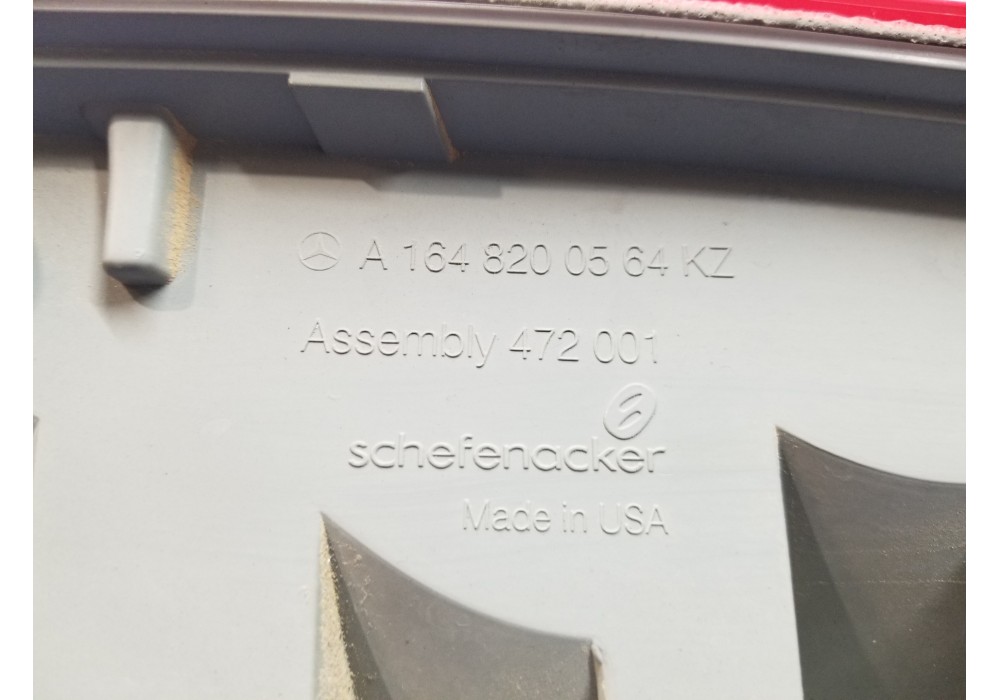 A 164 820 05 64 KZ
Assembly 472 001
schefenacker
Made in USA